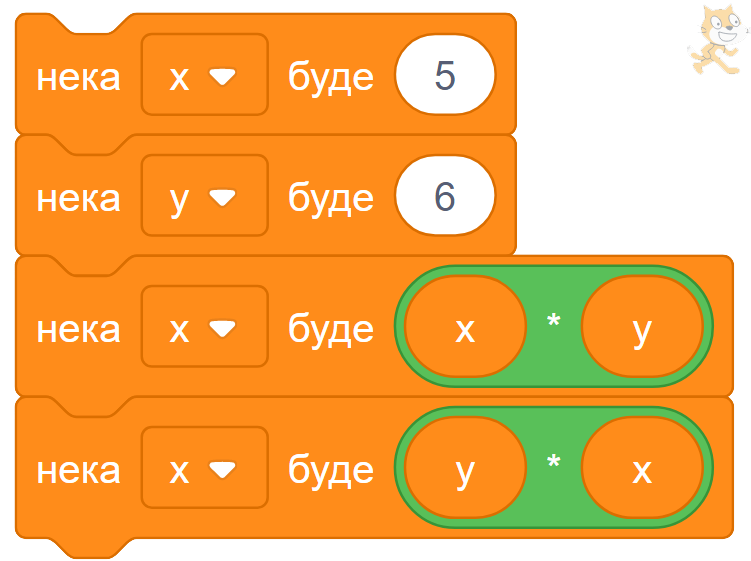 нека x буде 5
нека y буде 6
нека x буде x * y
нека x буде y * x